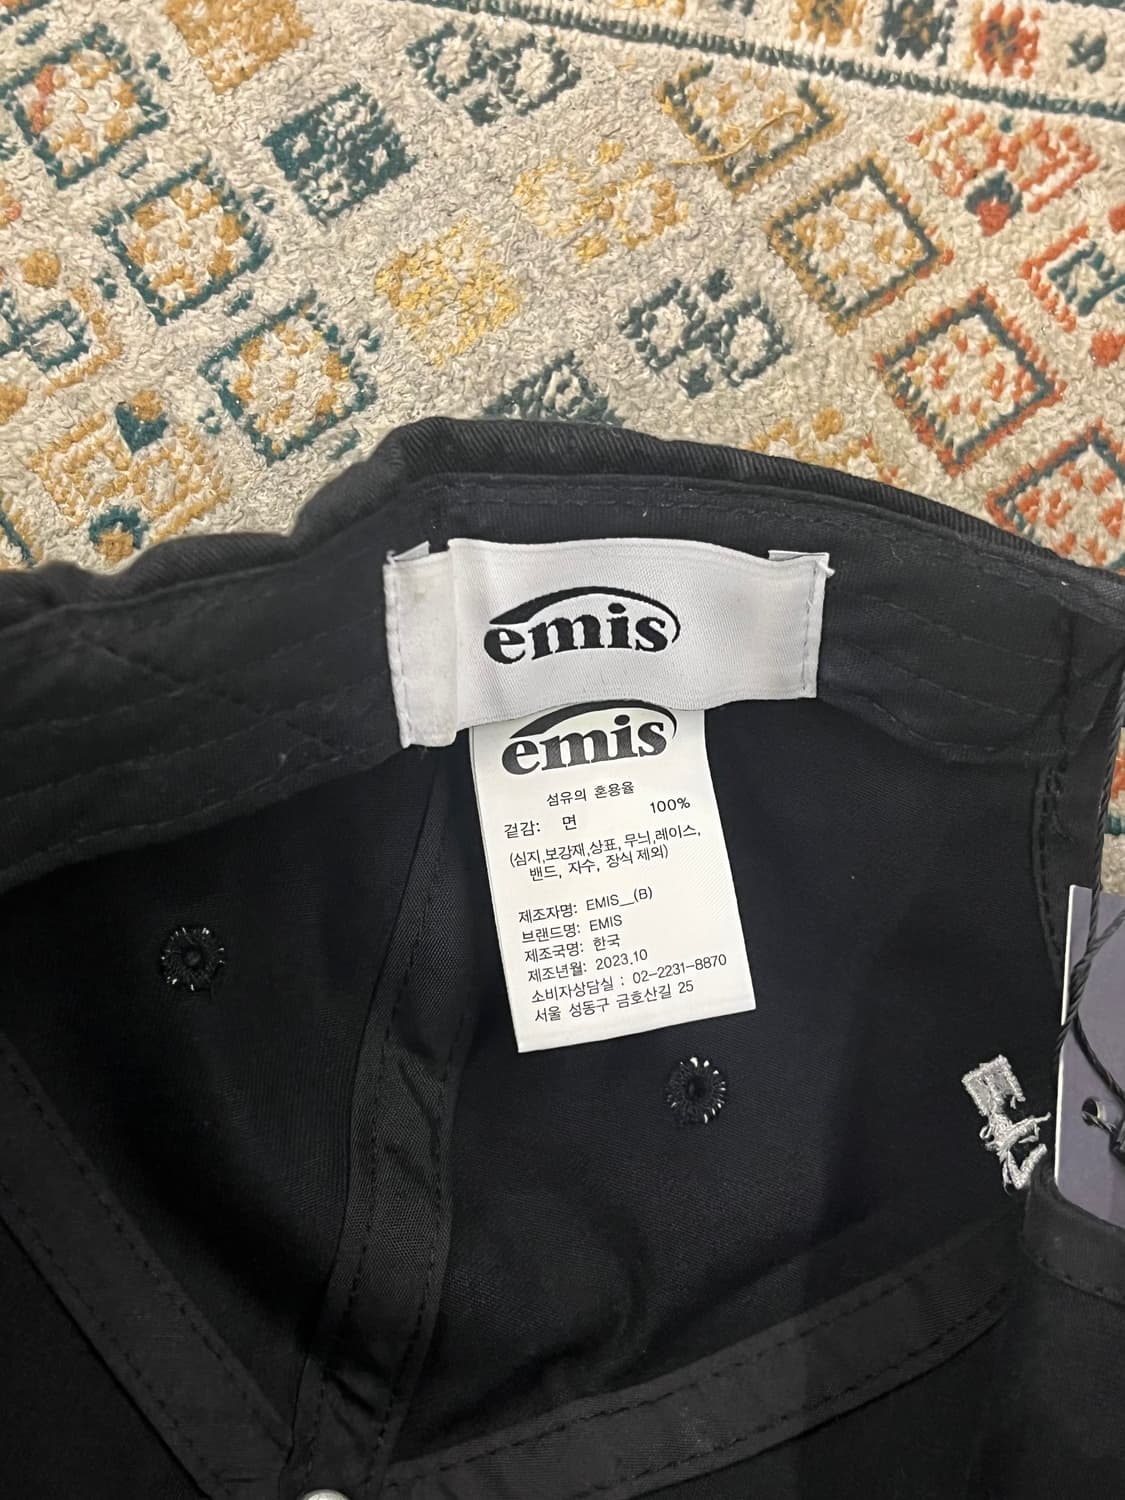 emis
emis
섬유의 혼용율
겉감: 면 100%
(심지,보강재,상표, 무늬,레이스,
밴드, 자수, 장식 제외)
제조자명: EMIS__(B)
브랜드명: EMIS
제조국명: 한국
제조년월: 2023.10
소비자상담실 : 02-2231-8870
서울 성동구 금호산길 25